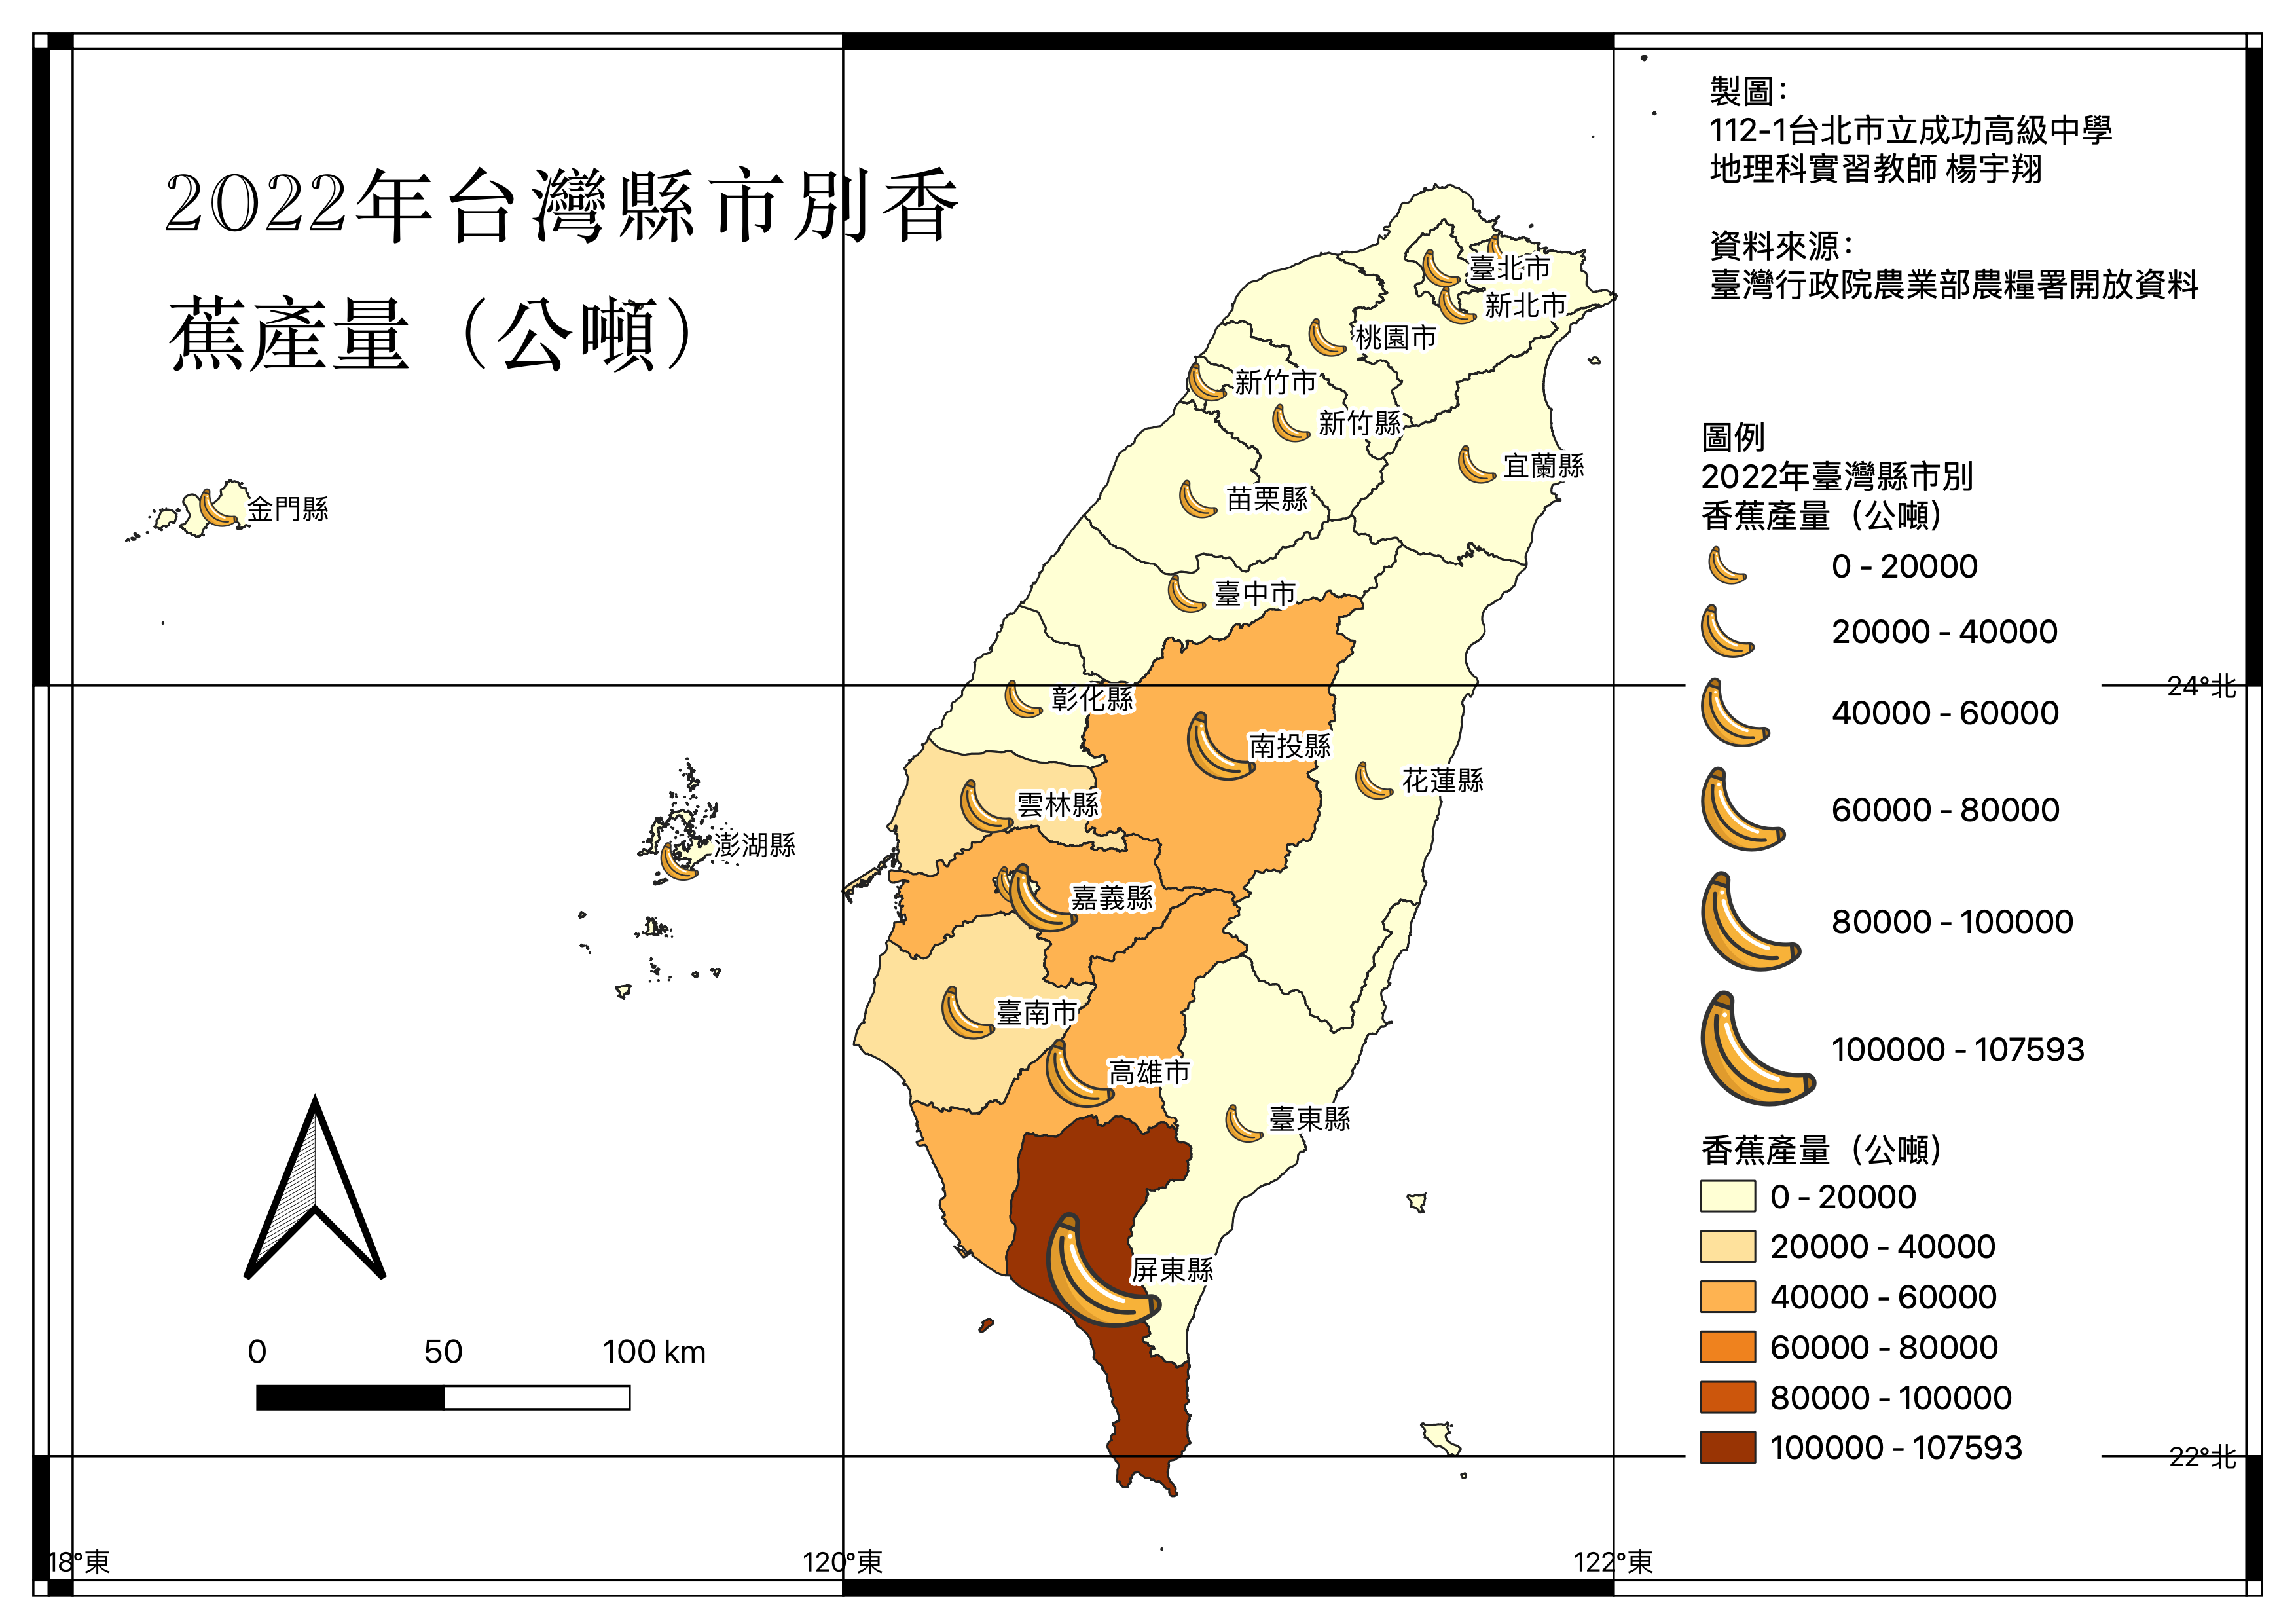 2022年台灣縣市別香
蕉產量（公噸）
製圖：
112-1台北市立成功高級中學
地理科實習教師 楊宇翔
資料來源：
臺灣行政院農業部農糧署開放資料
臺北市
新北市
桃園市
新竹市
新竹縣
宜蘭縣
苗栗縣
金門縣
臺中市
彰化縣
南投縣
花蓮縣
雲林縣
澎湖縣
嘉義縣
臺南市
高雄市
臺東縣
屏東縣
圖例
2022年臺灣縣市別
香蕉產量（公噸）
0 - 20000
20000 - 40000
40000 - 60000
60000 - 80000
80000 - 100000
100000 - 107593
香蕉產量（公噸）
0 - 20000
20000 - 40000
40000 - 60000
60000 - 80000
80000 - 100000
100000 - 107593
24°北
22°北
0 50 100 km
18°東 120°東 122°東